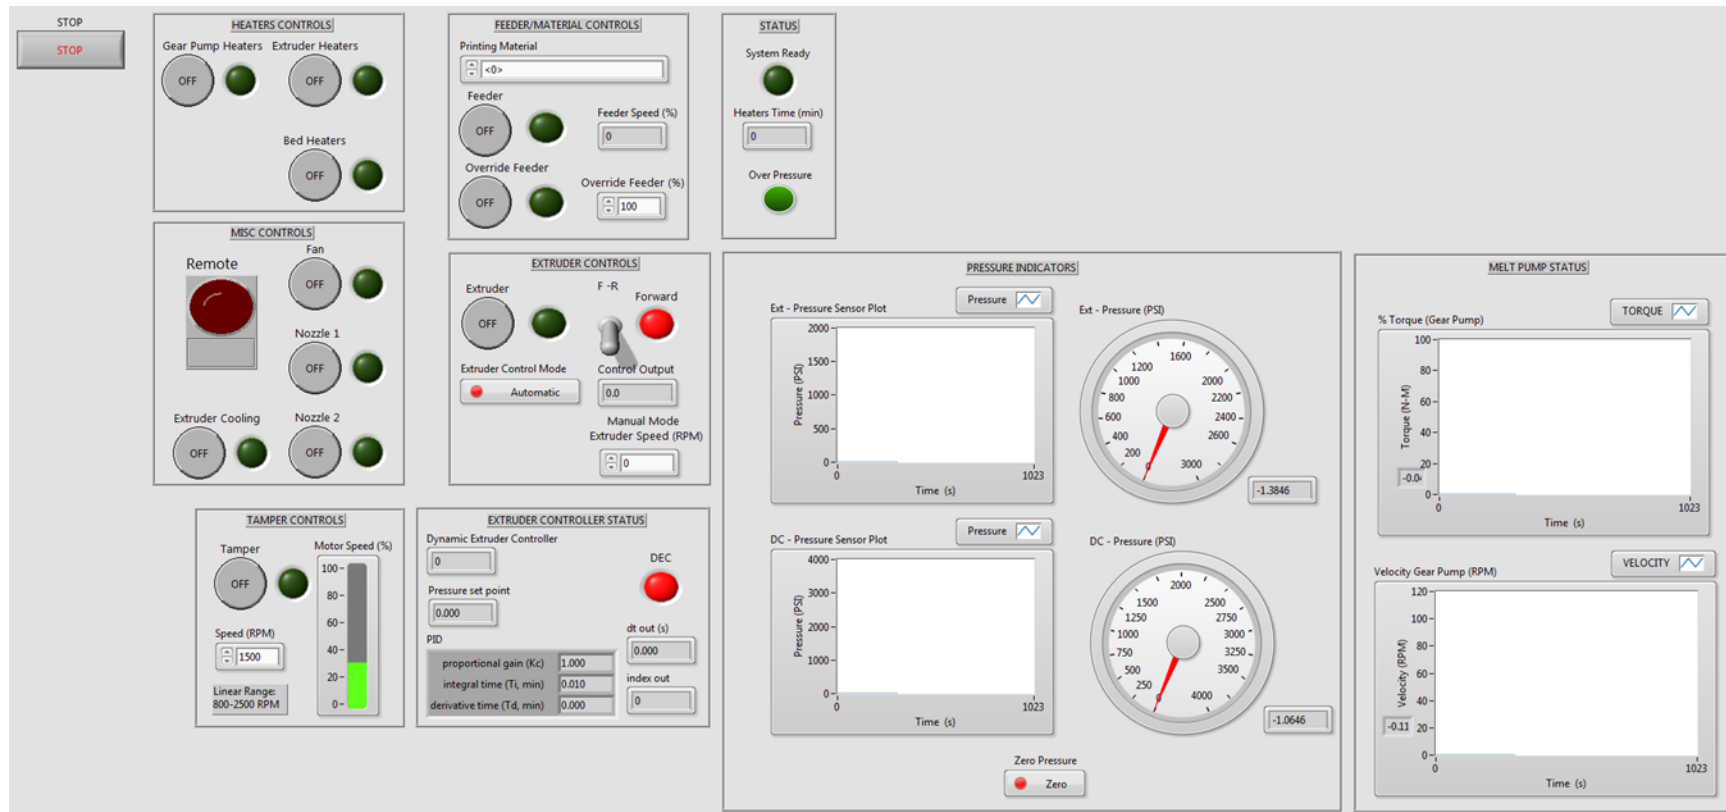 STOP
STOP
HEATERS CONTROLS
Gear Pump Heaters
Extruder Heaters
OFF
OFF
Bed Heaters
OFF
FEEDER/MATERIAL CONTROLS
Printing Material
<0>
Feeder
OFF
Feeder Speed (%)
0
Override Feeder
OFF
Override Feeder (%)
100
STATUS
System Ready
Heaters Time (min)
0
Over Pressure
MISC CONTROLS
Remote
Fan
OFF
Nozzle 1
OFF
Extruder Cooling
OFF
Nozzle 2
OFF
EXTRUDER CONTROLS
Extruder
OFF
F -R
Forward
Extruder Control Mode
Automatic
Control Output
0.0
Manual Mode
Extruder Speed (RPM)
0
TAMPER CONTROLS
Tamper
OFF
Motor Speed (%)
100
80
60
40
20
0
Speed (RPM)
1500
Linear Range:
800-2500 RPM
EXTRUDER CONTROLLER STATUS
Dynamic Extruder Controller
0
DEC
Pressure set point
0.000
PID
proportional gain (Kc) 1.000
integral time (Ti, min) 0.010
derivative time (Td, min) 0.000
dt out (s)
0.000
index out
0
PRESSURE INDICATORS
Ext - Pressure Sensor Plot
Pressure
2000
1500
1000
500
0
Pressure (PSI)
0
1023
Time (s)
Ext - Pressure (PSI)
0
200
400
600
800
1000
1200
1600
2000
2200
2400
2600
3000
-1.3846
DC - Pressure Sensor Plot
Pressure
4000
3000
2000
1000
0
Pressure (PSI)
0
1023
Time (s)
DC - Pressure (PSI)
0
250
500
750
1000
1250
1500
2000
2500
2750
3000
3250
3500
4000
-1.0646
Zero Pressure
Zero
MELT PUMP STATUS
% Torque (Gear Pump)
TORQUE
100
80
60
40
20
0
Torque (N-M)
-0.0
0
1023
Time (s)
Velocity Gear Pump (RPM)
VELOCITY
120
100
80
60
40
20
0
Velocity (RPM)
-0.11
0
1023
Time (s)